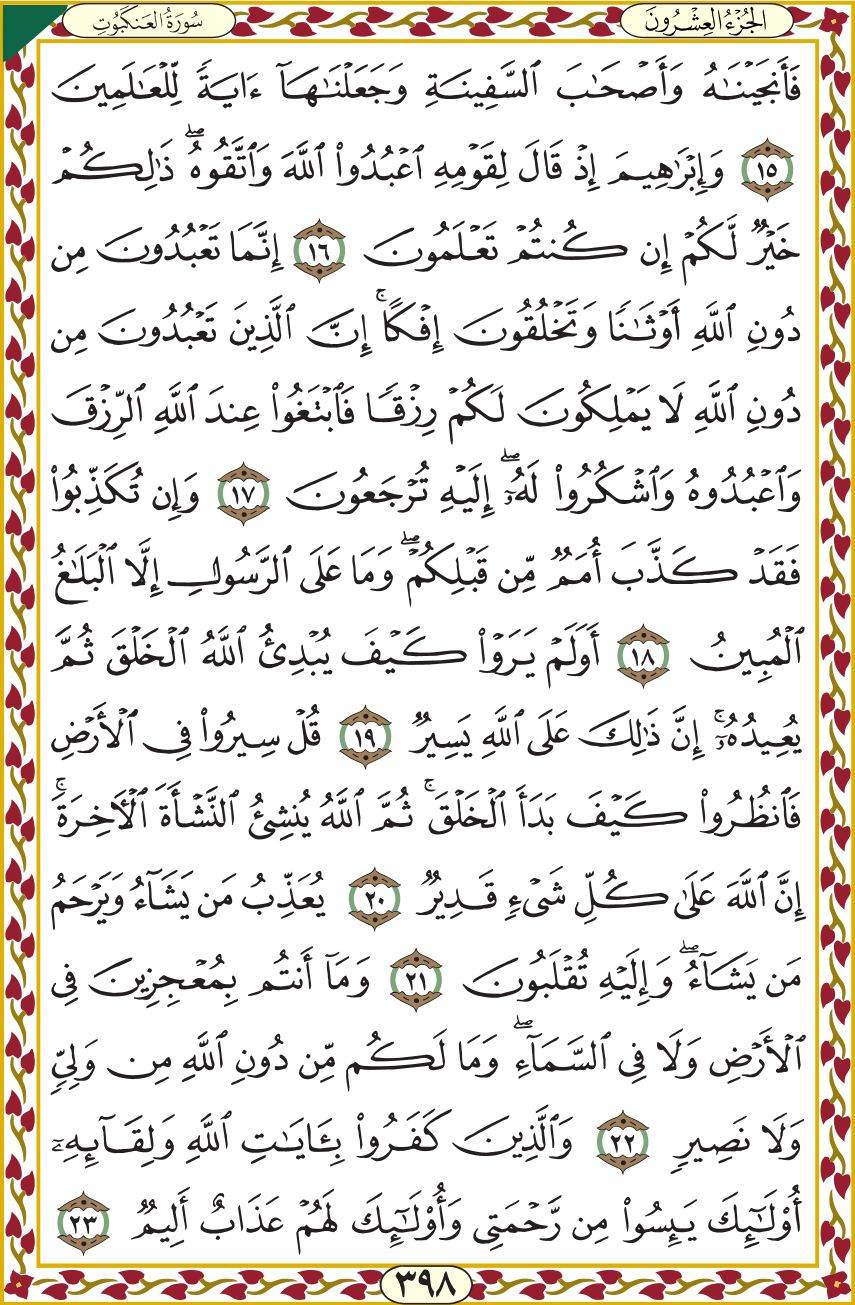 الجُزْءُ العِشْرُونَ
سُورَةُ العَنكَبُوتِ
فَأَنجَيْنَـٰهُ وَأَصْحَـٰبَ ٱلسَّفِينَةِ وَجَعَلْنَـٰهَآ ءَايَةً لِّلْعَـٰلَمِينَ
١٥ وَإِبْرَٰهِيمَ إِذْ قَالَ لِقَوْمِهِ ٱعْبُدُوا۟ ٱللَّهَ وَٱتَّقُوهُ ۖ ذَٰلِكُمْ
خَيْرٌ لَّكُمْ إِن كُنتُمْ تَعْلَمُونَ ١٦ إِنَّمَا تَعْبُدُونَ مِن
دُونِ ٱللَّهِ أَوْثَـٰنًا وَتَخْلُقُونَ إِفْكًا ۚ إِنَّ ٱلَّذِينَ تَعْبُدُونَ مِن
دُونِ ٱللَّهِ لَا يَمْلِكُونَ لَكُمْ رِزْقًا فَٱبْتَغُوا۟ عِندَ ٱللَّهِ ٱلرِّزْقَ
وَٱعْبُدُوهُ وَٱشْكُرُوا۟ لَهُۥٓ ۖ إِلَيْهِ تُرْجَعُونَ ١٧ وَإِن تُكَذِّبُوا۟
فَقَدْ كَذَّبَ أُمَمٌ مِّن قَبْلِكُمْ ۖ وَمَا عَلَى ٱلرَّسُولِ إِلَّا ٱلْبَلَـٰغُ
ٱلْمُبِينُ ١٨ أَوَلَمْ يَرَوْا۟ كَيْفَ يُبْدِئُ ٱللَّهُ ٱلْخَلْقَ ثُمَّ
يُعِيدُهُۥٓ ۚ إِنَّ ذَٰلِكَ عَلَى ٱللَّهِ يَسِيرٌ ١٩ قُلْ سِيرُوا۟ فِى ٱلْأَرْضِ
فَٱنظُرُوا۟ كَيْفَ بَدَأَ ٱلْخَلْقَ ۚ ثُمَّ ٱللَّهُ يُنشِئُ ٱلنَّشْأَةَ ٱلْـَٔاخِرَةَ ۚ
إِنَّ ٱللَّهَ عَلَىٰ كُلِّ شَىْءٍ قَدِيرٌ ٢٠ يُعَذِّبُ مَن يَشَآءُ وَيَرْحَمُ
مَن يَشَآءُ ۖ وَإِلَيْهِ تُقْلَبُونَ ٢١ وَمَآ أَنتُم بِمُعْجِزِينَ فِى
ٱلْأَرْضِ وَلَا فِى ٱلسَّمَآءِ ۖ وَمَا لَكُم مِّن دُونِ ٱللَّهِ مِن وَلِىٍّ
وَلَا نَصِيرٍ ٢٢ وَٱلَّذِينَ كَفَرُوا۟ بِـَٔايَـٰتِ ٱللَّهِ وَلِقَآئِهِۦٓ
أُو۟لَـٰٓئِكَ يَئِسُوا۟ مِن رَّحْمَتِى وَأُو۟لَـٰٓئِكَ لَهُمْ عَذَابٌ أَلِيمٌ ٢٣
٣٩٨